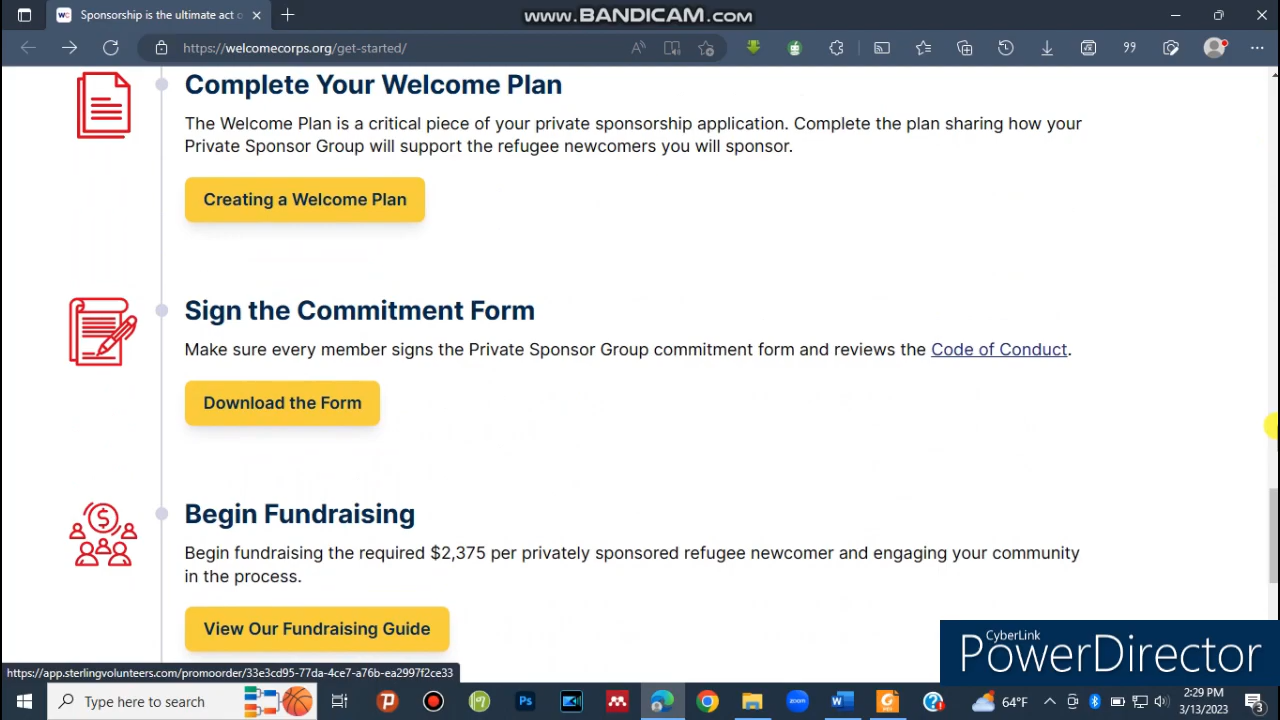 WWW.BANDICAM.COM
Sponsorship is the ultimate act o
https://welcomecorps.org/get-started/
Complete Your Welcome Plan
The Welcome Plan is a critical piece of your private sponsorship application. Complete the plan sharing how your
Private Sponsor Group will support the refugee newcomers you will sponsor.
Creating a Welcome Plan
Sign the Commitment Form
Make sure every member signs the Private Sponsor Group commitment form and reviews the Code of Conduct.
Download the Form
Begin Fundraising
Begin fundraising the required $2,375 per privately sponsored refugee newcomer and engaging your community
in the process.
View Our Fundraising Guide
CyberLink
PowerDirector
https://app.sterlingvolunteers.com/promoorder/33e3cd95-77da-4ce7-a76b-ea2997f2ce33
Type here to search
64°F
2:29 PM
3/13/2023